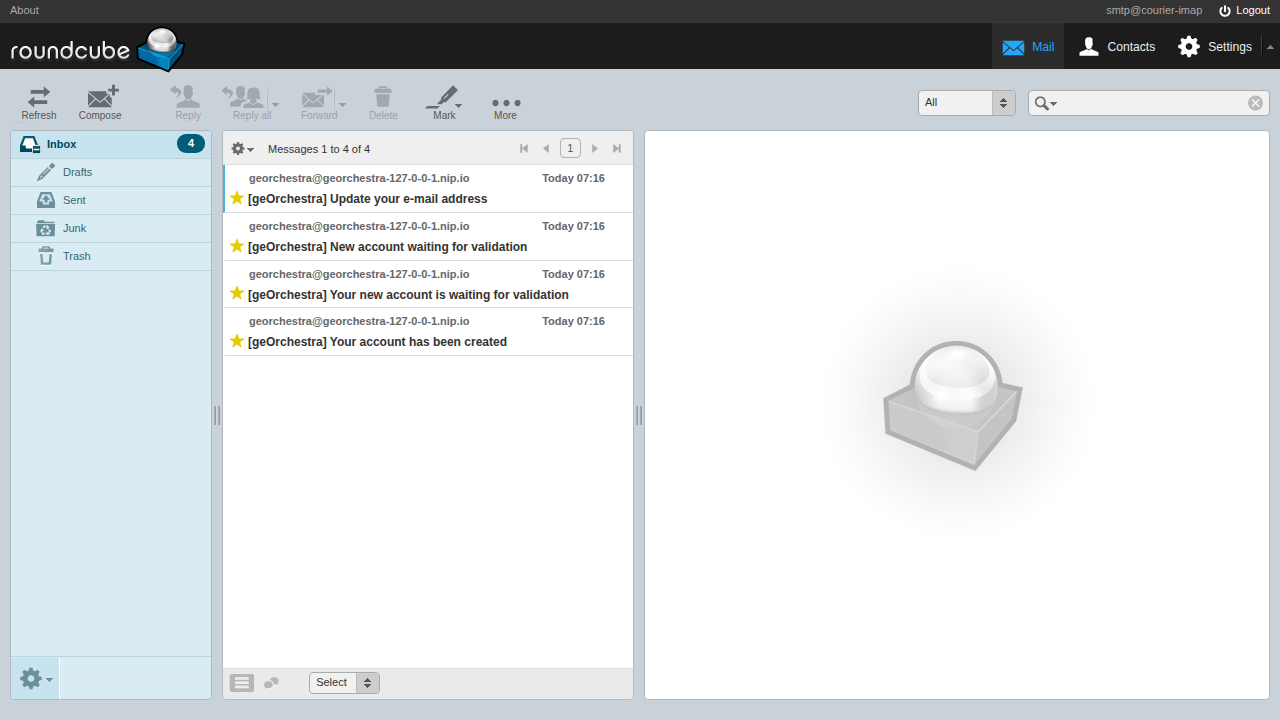 About
smtp@courier-imap Logout
roundcube
Mail Contacts Settings
Refresh Compose Reply Reply all Forward Delete Mark More
All
Inbox 4
Drafts
Sent
Junk
Trash
Messages 1 to 4 of 4 1
georchestra@georchestra-127-0-0-1.nip.io Today 07:16
[geOrchestra] Update your e-mail address
georchestra@georchestra-127-0-0-1.nip.io Today 07:16
[geOrchestra] New account waiting for validation
georchestra@georchestra-127-0-0-1.nip.io Today 07:16
[geOrchestra] Your new account is waiting for validation
georchestra@georchestra-127-0-0-1.nip.io Today 07:16
[geOrchestra] Your account has been created
Select